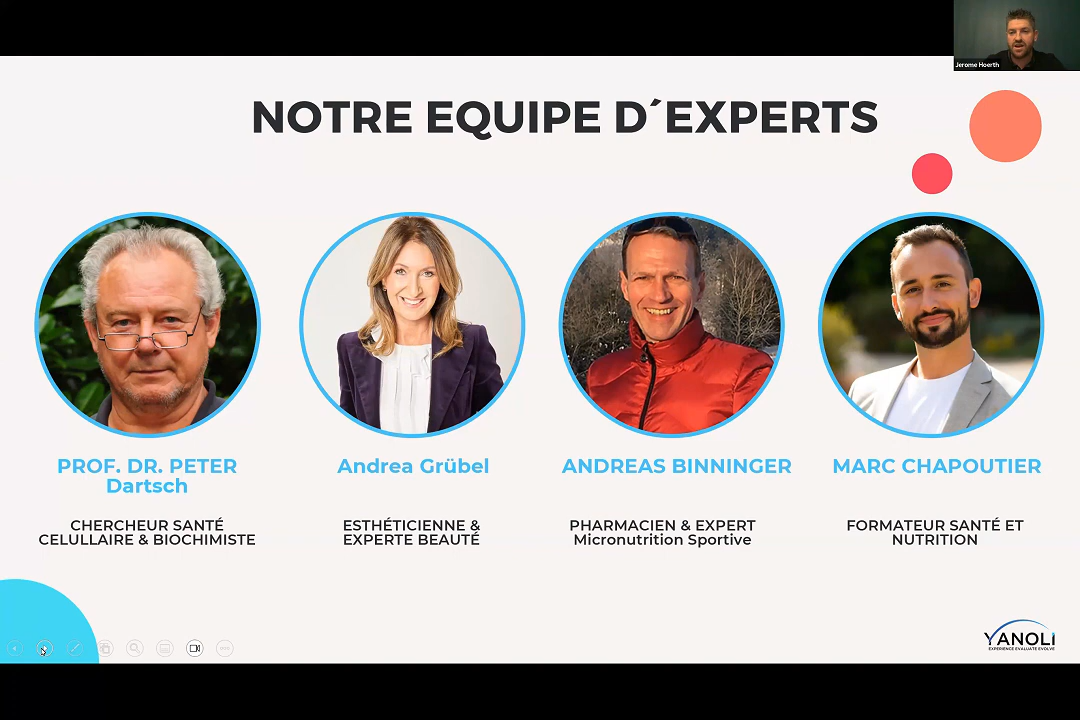 Jerome Hoerth
NOTRE EQUIPE D´EXPERTS
PROF. DR. PETER
Dartsch
CHERCHEUR SANTÉ
CELULLAIRE & BIOCHIMISTE
Andrea Grübel
ESTHÉTICIENNE &
EXPERTE BEAUTÉ
ANDREAS BINNINGER
PHARMACIEN & EXPERT
Micronutrition Sportive
MARC CHAPOUTIER
FORMATEUR SANTÉ ET
NUTRITION
YANOLI
EXPERIENCE EVALUATE EVOLVE